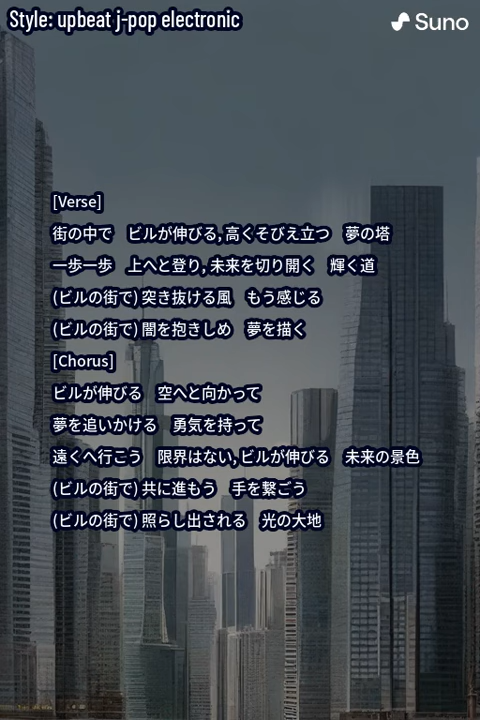 Style: upbeat j-pop electronic
Suno
[Verse]
街の中で　ビルが伸びる, 高くそびえ立つ　夢の塔
一歩一歩　上へと登り, 未来を切り開く　輝く道
(ビルの街で) 突き抜ける風　もう感じる
(ビルの街で) 闇を抱きしめ　夢を描く
[Chorus]
ビルが伸びる　空へと向かって
夢を追いかける　勇気を持って
遠くへ行こう　限界はない, ビルが伸びる　未来の景色
(ビルの街で) 共に進もう　手を繋ごう
(ビルの街で) 照らし出される　光の大地